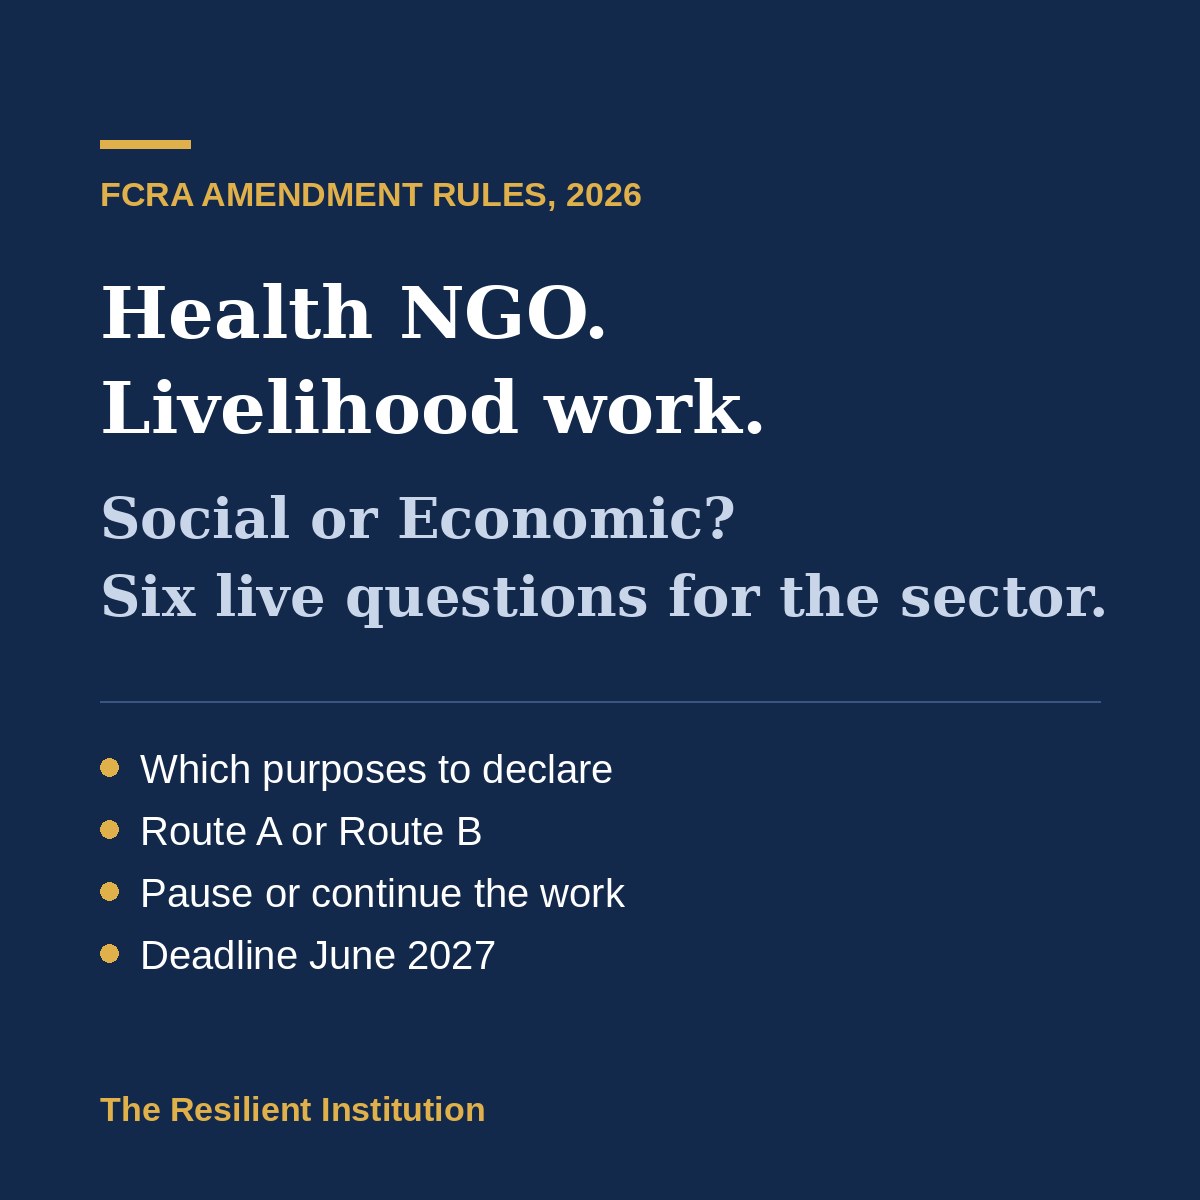 FCRA AMENDMENT RULES, 2026
Health NGO.
Livelihood work.
Social or Economic?
Six live questions for the sector.
Which purposes to declare
Route A or Route B
Pause or continue the work
Deadline June 2027
The Resilient Institution